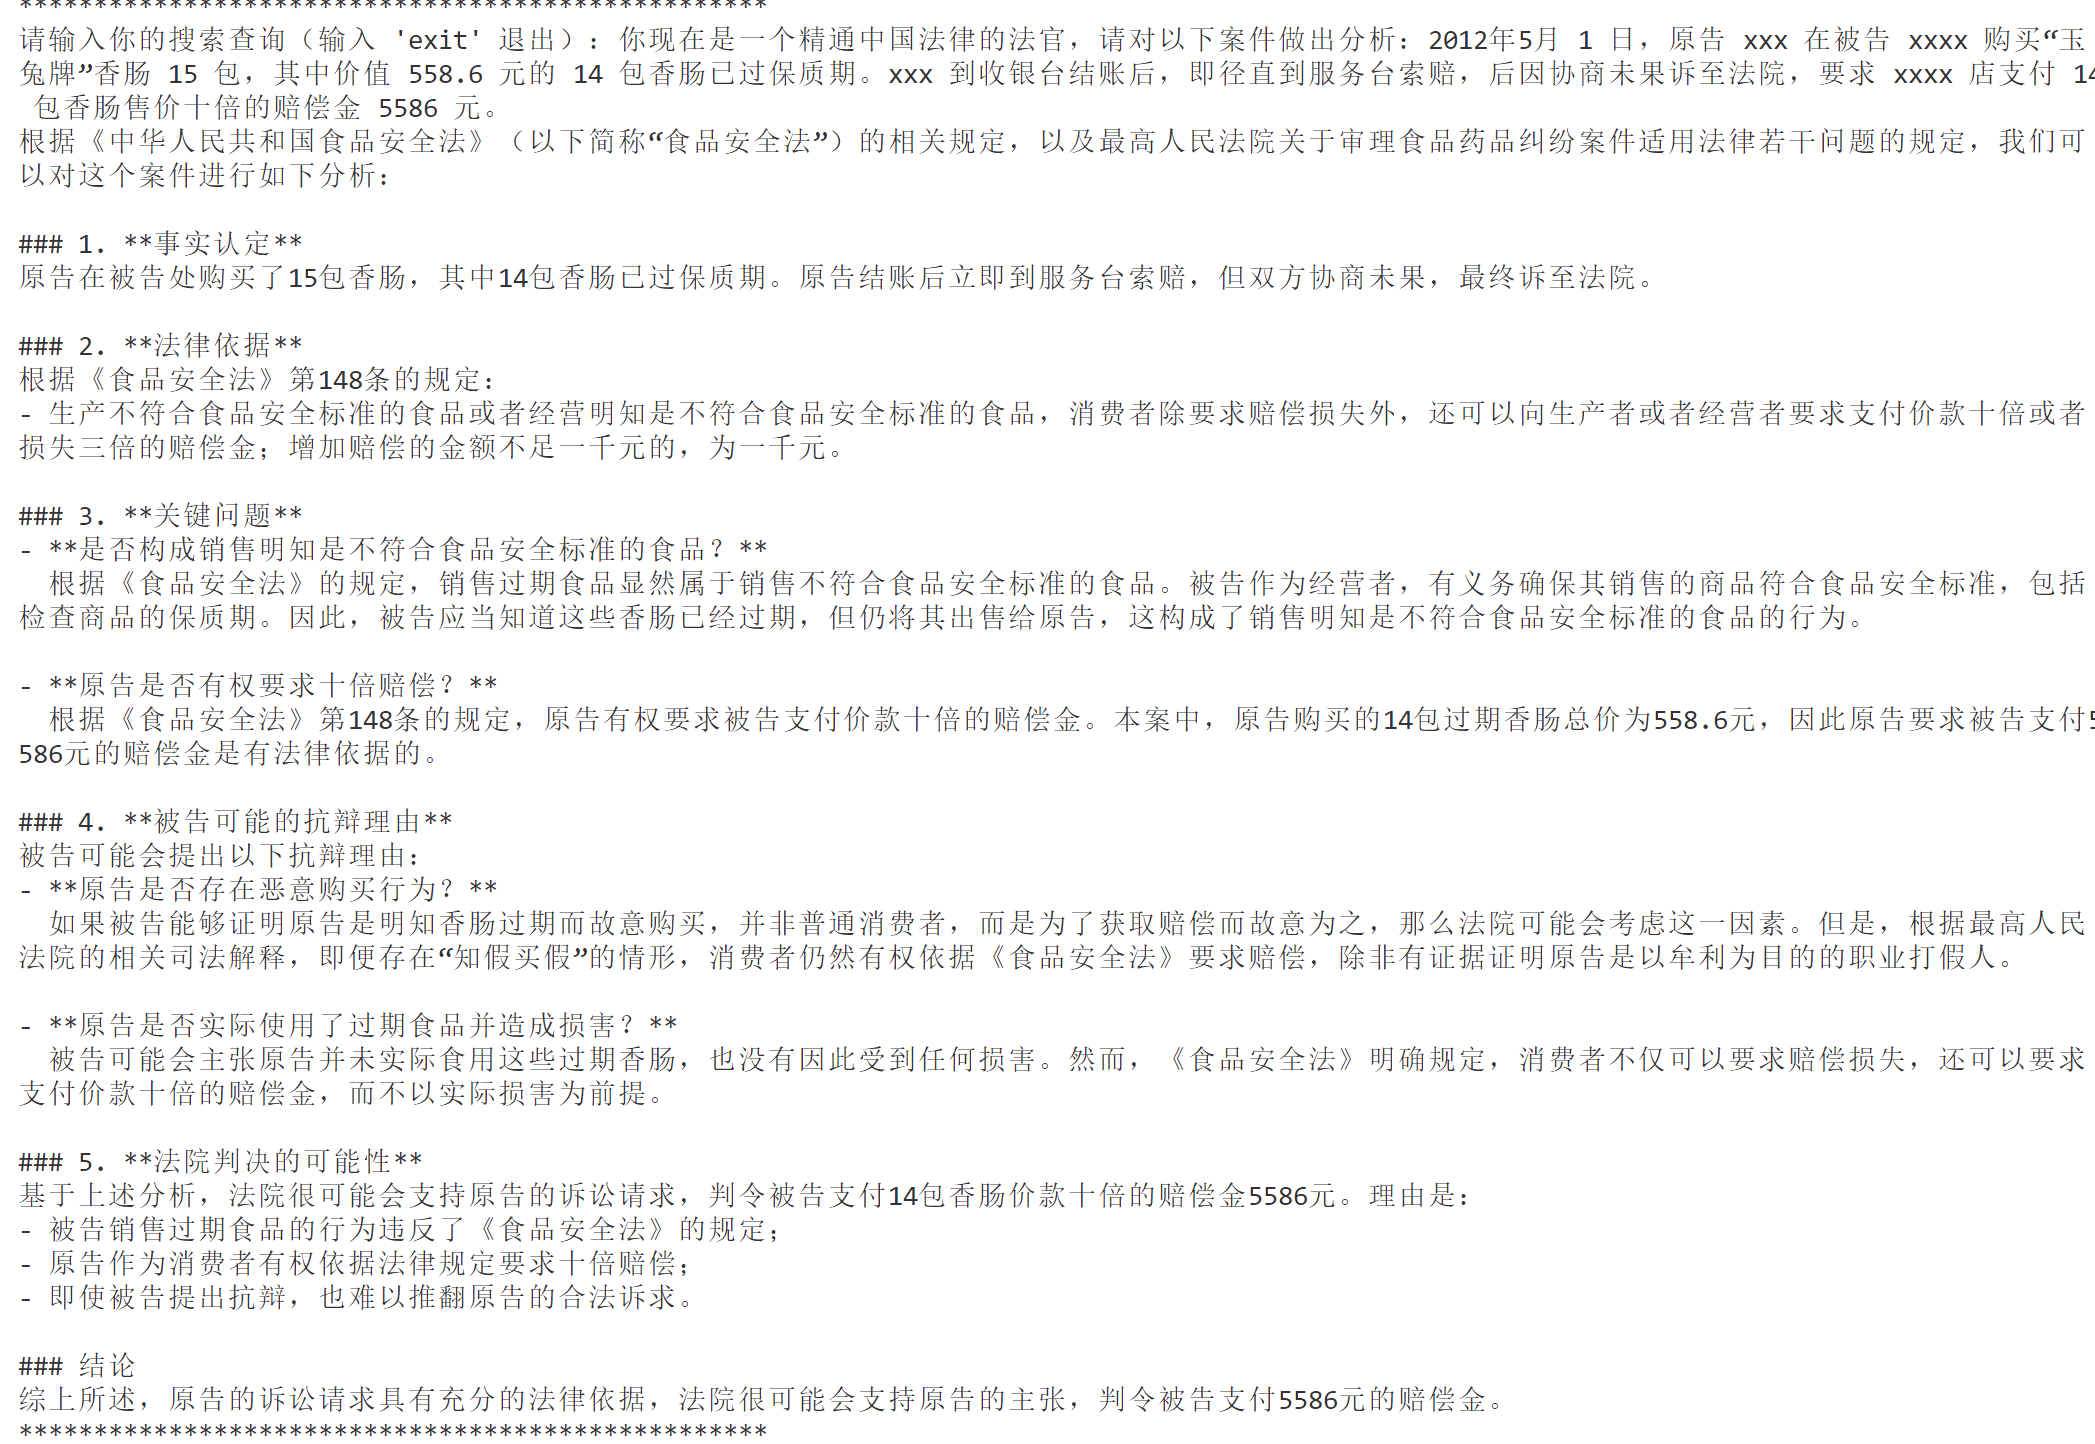 **************************************************
请输入你的搜索查询（输入 'exit' 退出）: 你现在是一个精通中国法律的法官，请对以下案件做出分析：2012年5月 1 日，原告 xxx 在被告 xxxx 购买“玉
兔牌”香肠 15 包，其中价值 558.6 元的 14 包香肠已过保质期。xxx 到收银台结账后，即径直到服务台索赔，后因协商未果诉至法院，要求 xxxx 店支付 14
包香肠售价十倍的赔偿金 5586 元。
根据《中华人民共和国食品安全法》（以下简称“食品安全法”）的相关规定，以及最高人民法院关于审理食品药品纠纷案件适用法律若干问题的规定，我们可
以对这个案件进行如下分析：
### 1. **事实认定**
原告在被告处购买了15包香肠，其中14包香肠已过保质期。原告结账后立即到服务台索赔，但双方协商未果，最终诉至法院。
### 2. **法律依据**
根据《食品安全法》第148条的规定：
- 生产不符合食品安全标准的食品或者经营明知是不符合食品安全标准的食品，消费者除要求赔偿损失外，还可以向生产者或者经营者要求支付价款十倍或者
损失三倍的赔偿金；增加赔偿的金额不足一千元的，为一千元。
### 3. **关键问题**
- **是否构成销售明知是不符合食品安全标准的食品？**
根据《食品安全法》的规定，销售过期食品显然属于销售不符合食品安全标准的食品。被告作为经营者，有义务确保其销售的商品符合食品安全标准，包括
检查商品的保质期。因此，被告应当知道这些香肠已经过期，但仍将其出售给原告，这构成了销售明知是不符合食品安全标准的食品的行为。
- **原告是否有权要求十倍赔偿？**
根据《食品安全法》第148条的规定，原告有权要求被告支付价款十倍的赔偿金。本案中，原告购买的14包过期香肠总价为558.6元，因此原告要求被告支付5
586元的赔偿金是有法律依据的。
### 4. **被告可能的抗辩理由**
被告可能会提出以下抗辩理由：
- **原告是否存在恶意购买行为？**
如果被告能够证明原告是明知香肠过期而故意购买，并非普通消费者，而是为了获取赔偿而故意为之，那么法院可能会考虑这一因素。但是，根据最高人民
法院的相关司法解释，即便存在“知假买假”的情形，消费者仍然有权依据《食品安全法》要求赔偿，除非有证据证明原告是以牟利为目的的职业打假人。
- **原告是否实际使用了过期食品并造成损害？**
被告可能会主张原告并未实际食用这些过期香肠，也没有因此受到任何损害。然而，《食品安全法》明确规定，消费者不仅可以要求赔偿损失，还可以要求
支付价款十倍的赔偿金，而不以实际损害为前提。
### 5. **法院判决的可能性**
基于上述分析，法院很可能会支持原告的诉讼请求，判令被告支付14包香肠价款十倍的赔偿金5586元。理由是：
- 被告销售过期食品的行为违反了《食品安全法》的规定；
- 原告作为消费者有权依据法律规定要求十倍赔偿；
- 即使被告提出抗辩，也难以推翻原告的合法诉求。
### 结论
综上所述，原告的诉讼请求具有充分的法律依据，法院很可能会支持原告的主张，判令被告支付5586元的赔偿金。
**************************************************